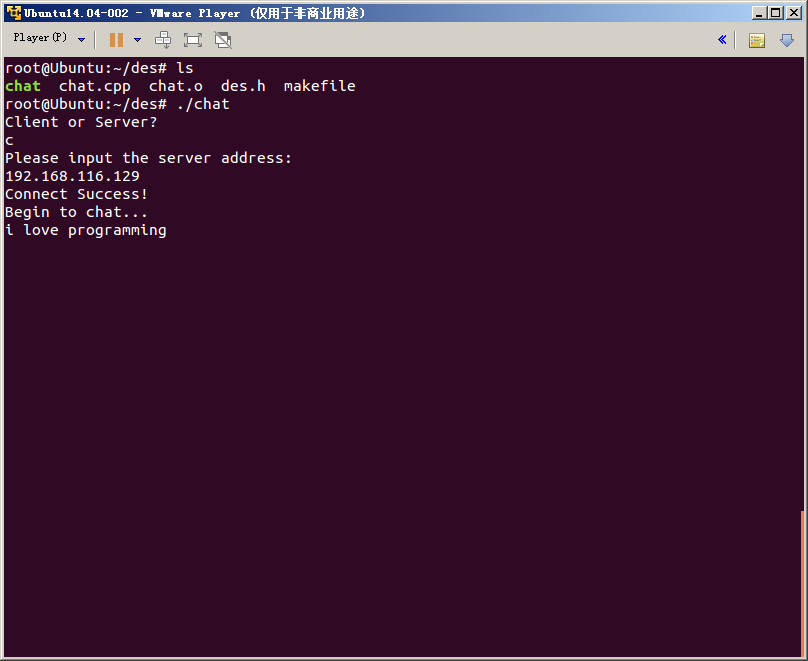 Ubuntu14.04-002 - VMware Player (仅用于非商业用途)
Player(P)
root@Ubuntu:~/des# ls
chat  chat.cpp  chat.o  des.h  makefile
root@Ubuntu:~/des# ./chat
Client or Server?
c
Please input the server address:
192.168.116.129
Connect Success!
Begin to chat...
i love programming